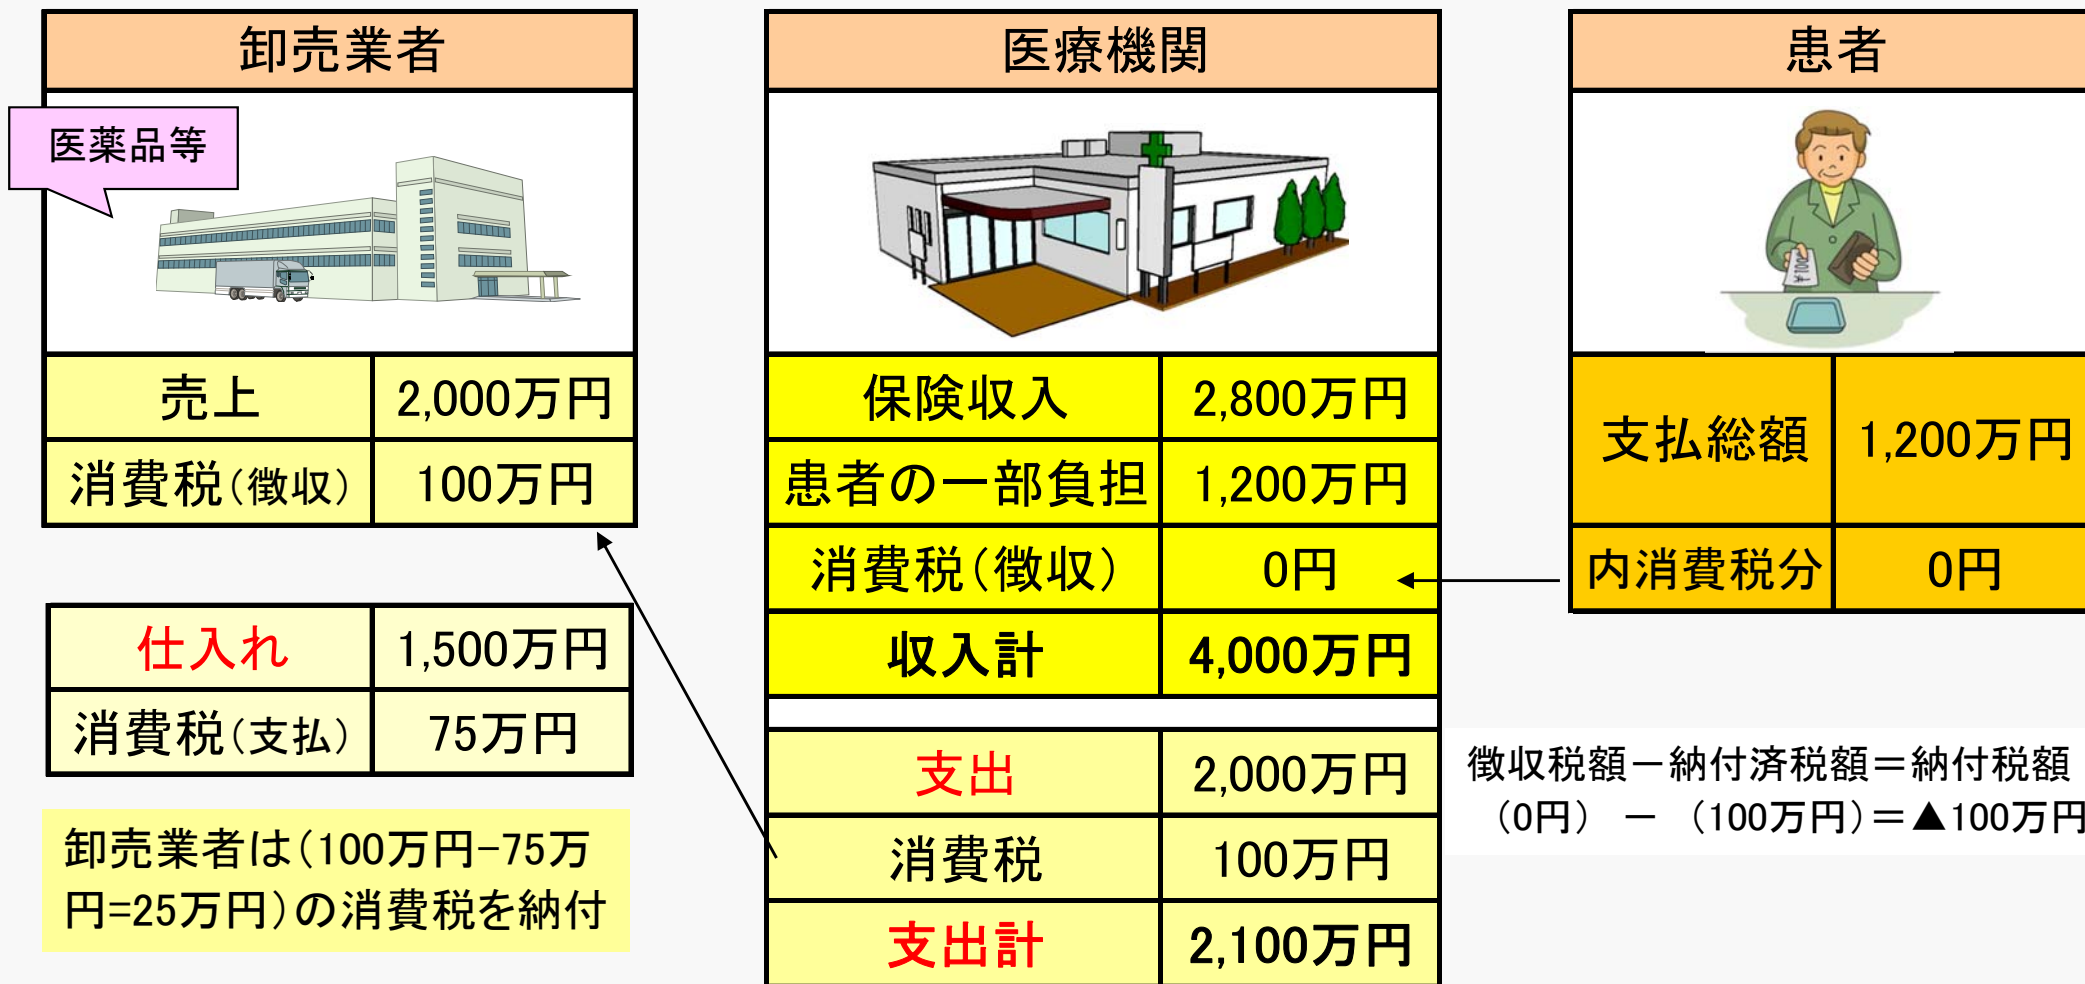 卸売業者
医薬品等
売上 2,000万円
消費税(徴収) 100万円
仕入れ 1,500万円
消費税(支払) 75万円
卸売業者は(100万円-75万
円=25万円)の消費税を納付
医療機関
保険収入 2,800万円
患者の一部負担 1,200万円
消費税(徴収) 0円
収入計 4,000万円
支出 2,000万円
消費税 100万円
支出計 2,100万円
患者
支払総額 1,200万円
内消費税分 0円
徴収税額－納付済税額＝納付税額
(0円) － (100万円)＝▲100万円